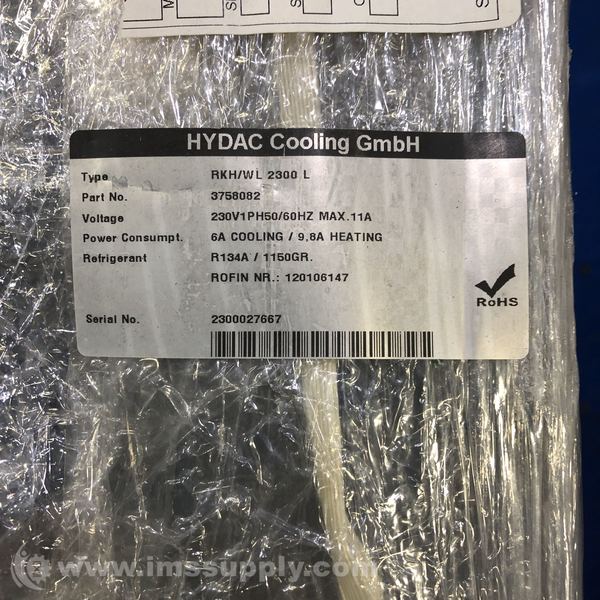 HYDAC Cooling GmbH
Type RKH/WL 2300 L
Part No. 3758082
Voltage 230V1PH50/60HZ MAX.11A
Power Consumpt. 6A COOLING / 9,8A HEATING
Refrigerant R134A / 1150GR.
ROFIN NR.: 120106147
RoHS
Serial No. 2300027667
www.imssupply.com